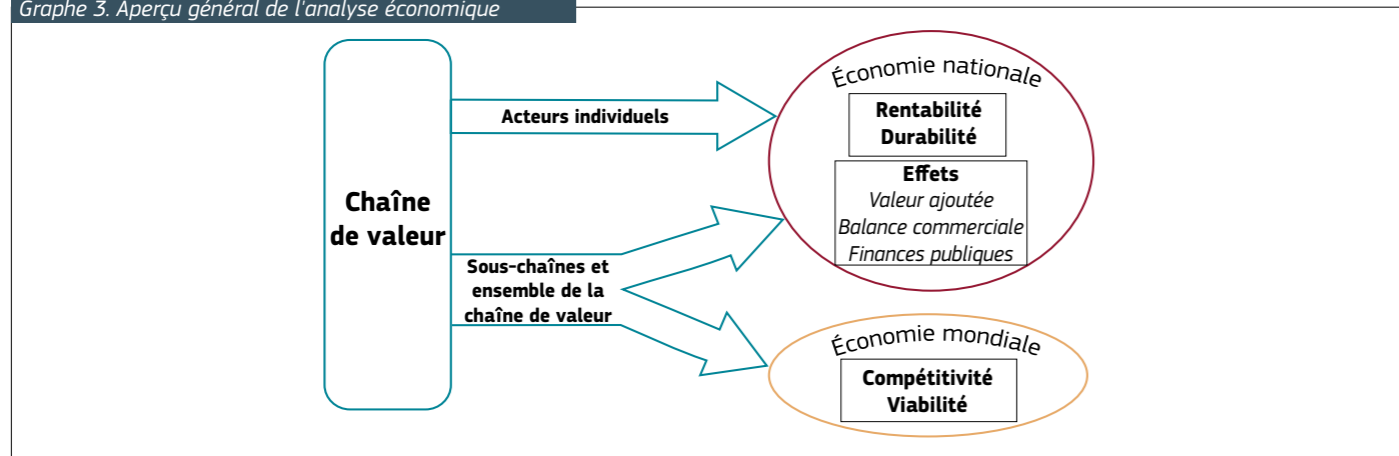 Graphe 3. Aperçu général de l'analyse économique
Chaîne
de valeur
Acteurs individuels
Sous-chaînes et
ensemble de la
chaîne de valeur
Économie nationale
Rentabilité
Durabilité
Effets
Valeur ajoutée
Balance commerciale
Finances publiques
Économie mondiale
Compétitivité
Viabilité